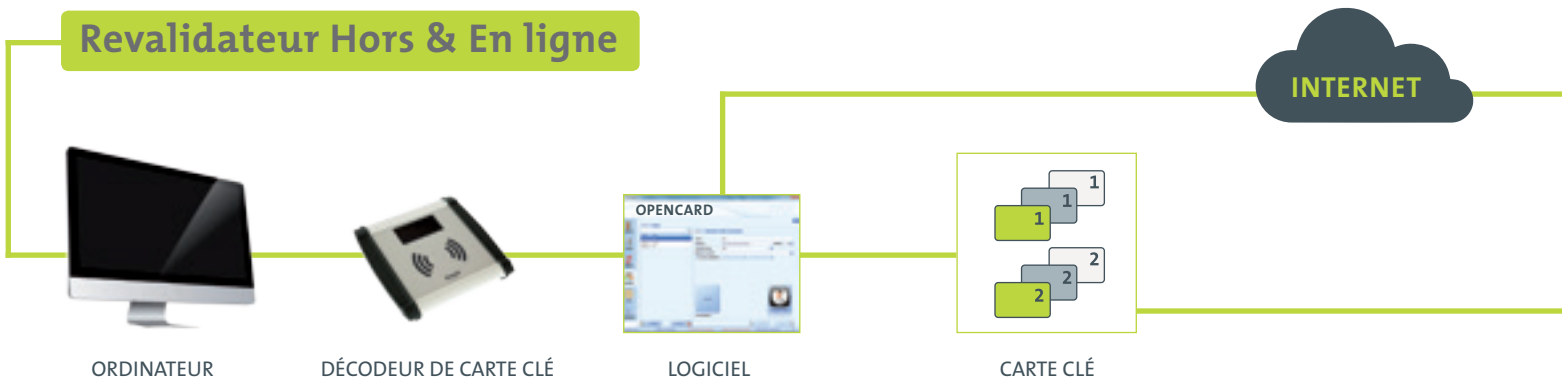 Revalidateur Hors & En ligne
INTERNET
OPENCARD
1
1
1
2
2
2
ORDINATEUR
DÉCODEUR DE CARTE CLÉ
LOGICIEL
CARTE CLÉ